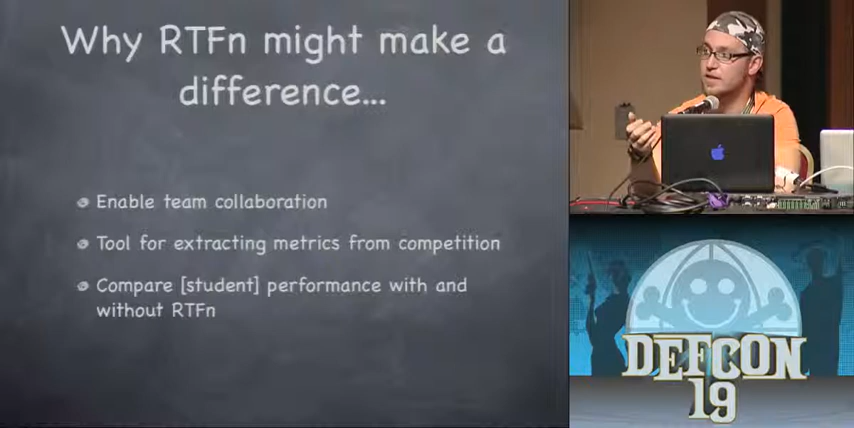 Why RTFn might make a
difference...
Enable team collaboration
Tool for extracting metrics from competition
Compare [student] performance with and
without RTFn
DEFCON
19